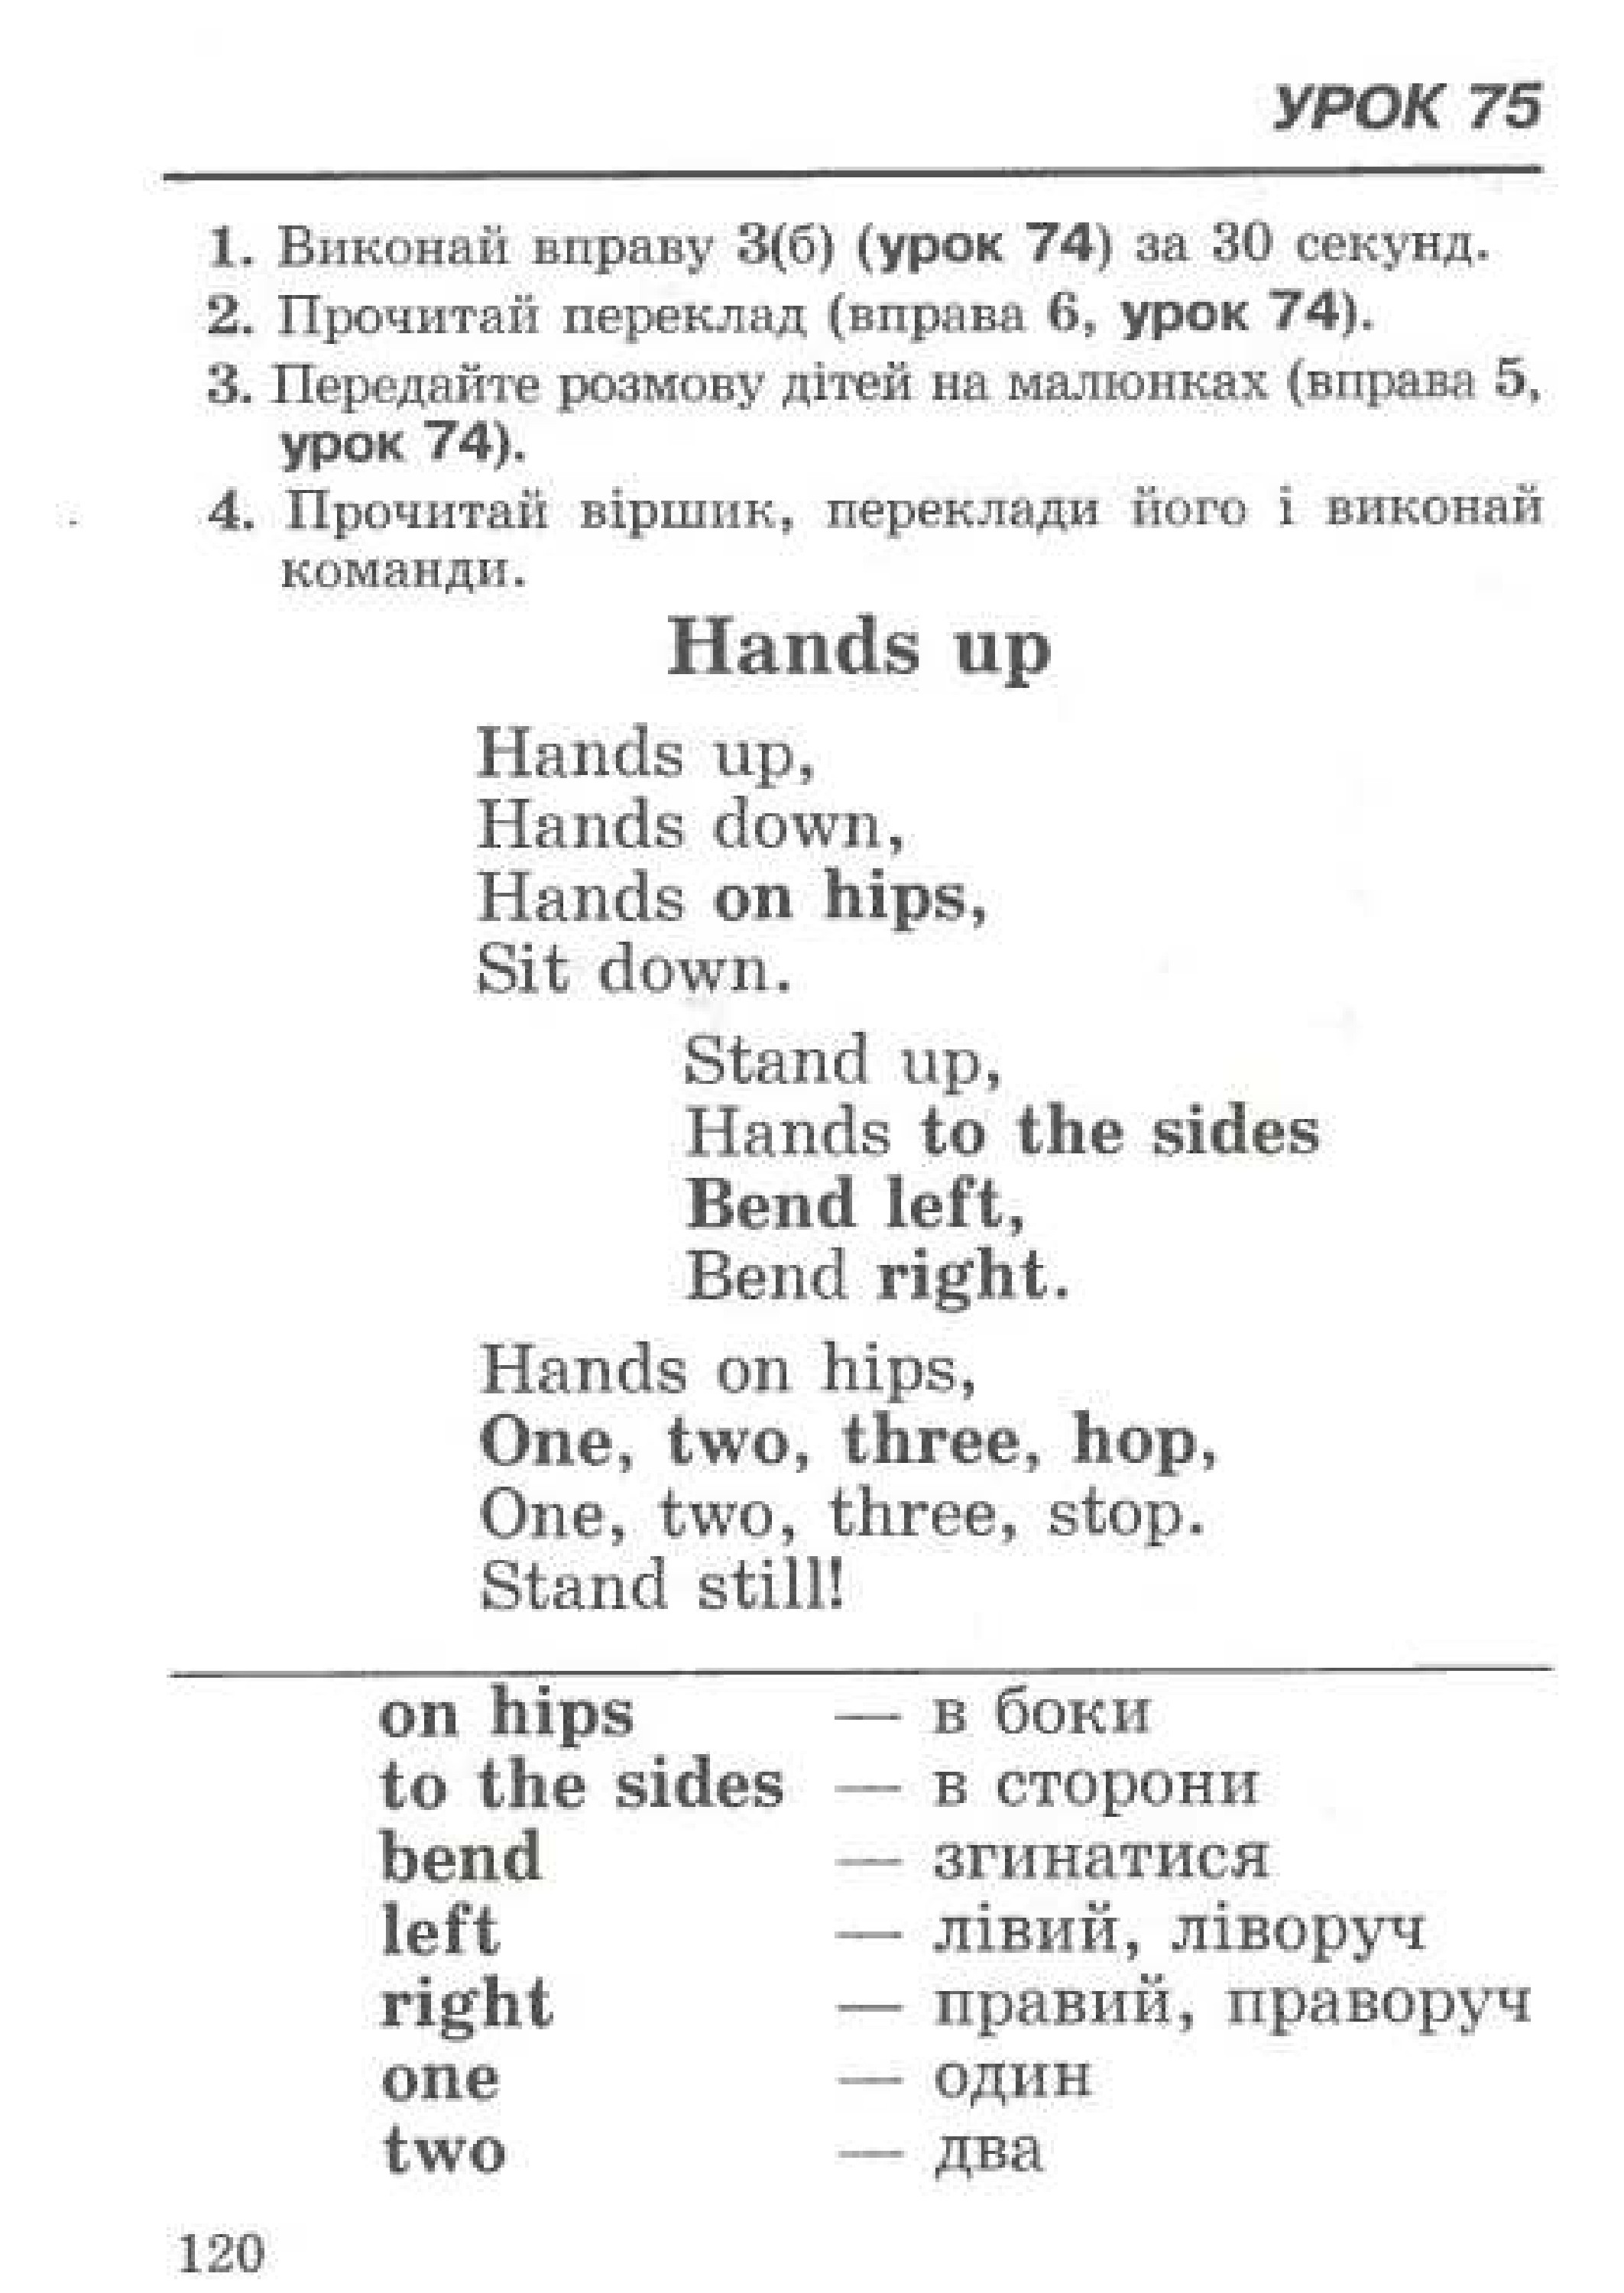 УРОК 75
1. Виконай вправу 3(б) (урок 74) за 30 секунд.
2. Прочитай переклад (вправа 6, урок 74).
3. Передайте розмову дітей на малюнках (вправа 5,
урок 74).
4. Прочитай віршик, переклади його і виконай
команди.
Hands up
Hands up,
Hands down,
Hands on hips,
Sit down.
Stand up,
Hands to the sides
Bend left,
Bend right.
Hands on hips,
One, two, three, hop,
One, two, three, stop.
Stand still!
on hips — в боки
to the sides — в сторони
bend — згинатися
left — лівий, ліворуч
right — правий, праворуч
one — один
two — два
120